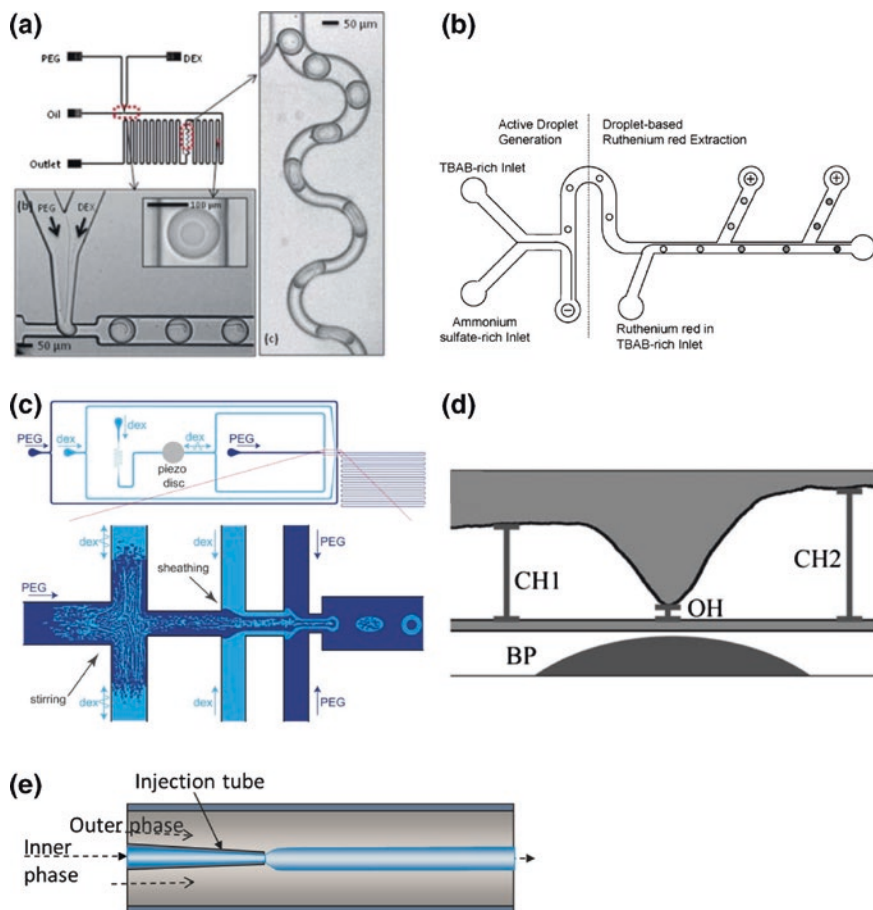 (a)
PEG
DEX
Oil
Outlet
50 µm
(b)
PEG
DEX
100 µm
50 µm
(c)
(b)
Active Droplet
Generation
Droplet-based
Ruthenium red Extraction
TBAB-rich Inlet
+
+
−
Ammonium
sulfate-rich Inlet
Ruthenium red in
TBAB-rich Inlet
(c)
PEG
dex
dex
dex
PEG
piezo
disc
dex
sheathing
dex
PEG
PEG
stirring
dex
dex
PEG
(d)
CH1
OH
CH2
BP
(e)
Injection tube
Outer phase
Inner
phase